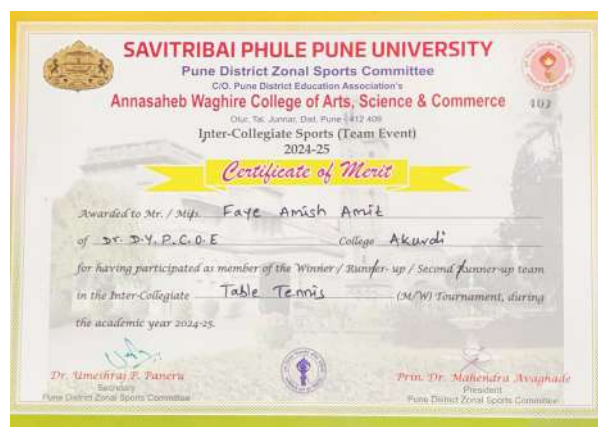 SAVITRIBAI PHULE PUNE UNIVERSITY
Pune District Zonal Sports Committee
C/O. Pune District Education Association's
Annasaheb Waghire College of Arts, Science & Commerce
402
Otur, Tal. Junnar, Dist. Pune - 412 409
Inter-Collegiate Sports (Team Event)
2024-25
Certificate of Merit
Awarded to Mr. / Miss. Faye Amish Amit
of Dr. D.Y. P. C. O. E College Akurdi
for having participated as member of the Winner / Runner-up / Second Runner-up team
in the Inter-Collegiate Table Tennis (M/W) Tournament, during
the academic year 2024-25.
Dr. Umeshraj P. Paneru
Secretary
Pune District Zonal Sports Committee
Prin. Dr. Mahendra Avaghade
President
Pune District Zonal Sports Committee